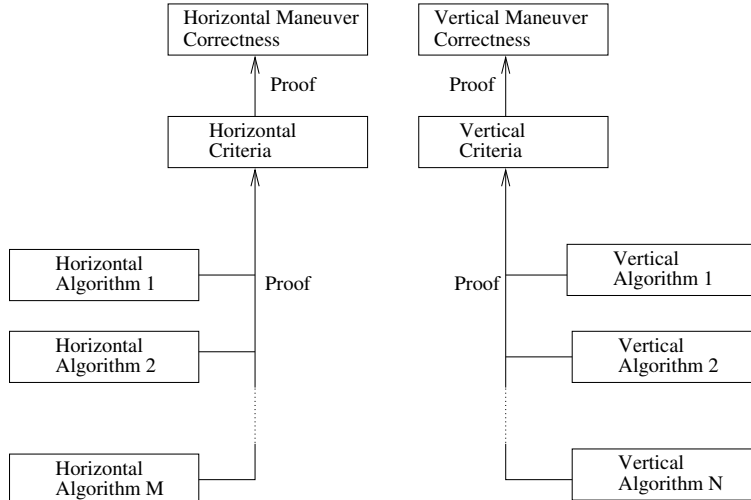 Horizontal Maneuver
Correctness
Vertical Maneuver
Correctness
Proof
Proof
Horizontal
Criteria
Vertical
Criteria
Horizontal
Algorithm 1
Proof
Proof
Vertical
Algorithm 1
Horizontal
Algorithm 2
Vertical
Algorithm 2
Horizontal
Algorithm M
Vertical
Algorithm N